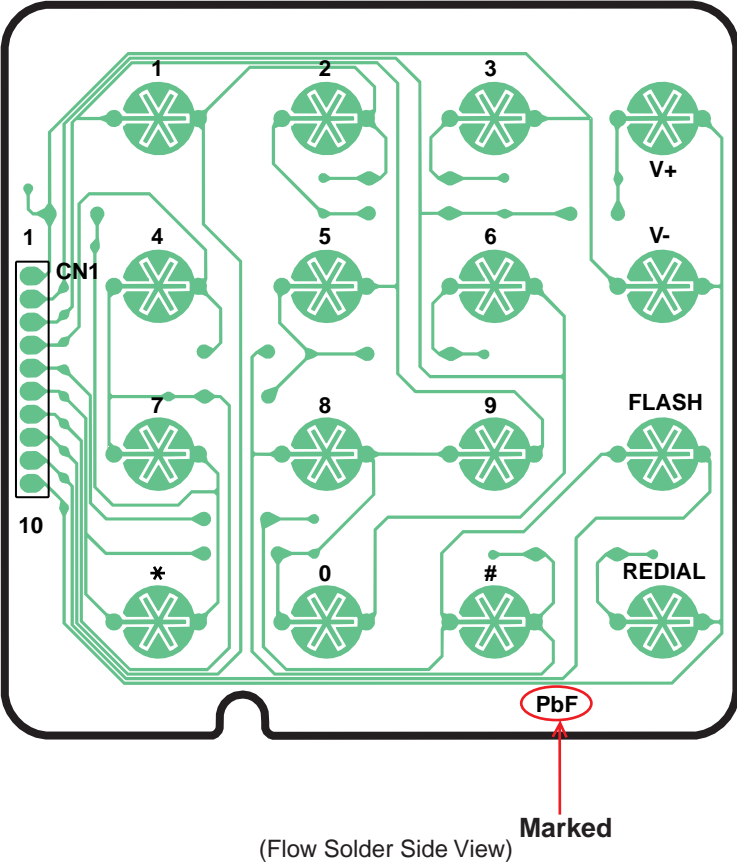 1 2 3
V+
1 4 5 6 V-
CN1
7 8 9 FLASH
10
* 0 # REDIAL
PbF
Marked
(Flow Solder Side View)